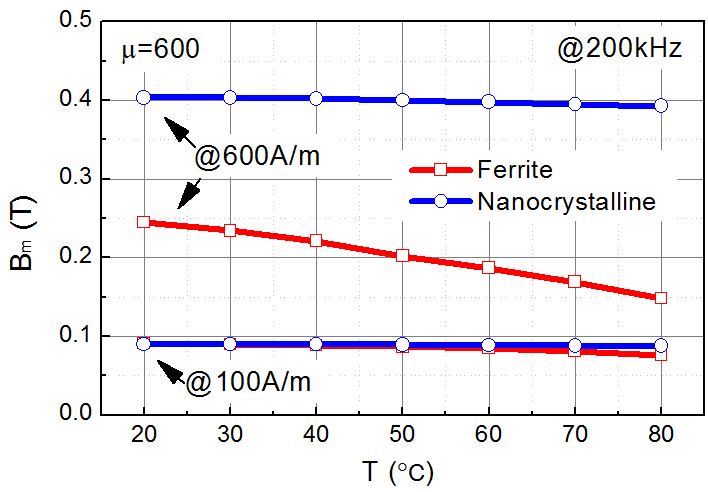 0.5
μ=600
@200kHz
0.4
@600A/m
0.3
Ferrite
Nanocrystalline
Bm (T)
0.2
0.1
@100A/m
0.0
20 30 40 50 60 70 80
T (°C)